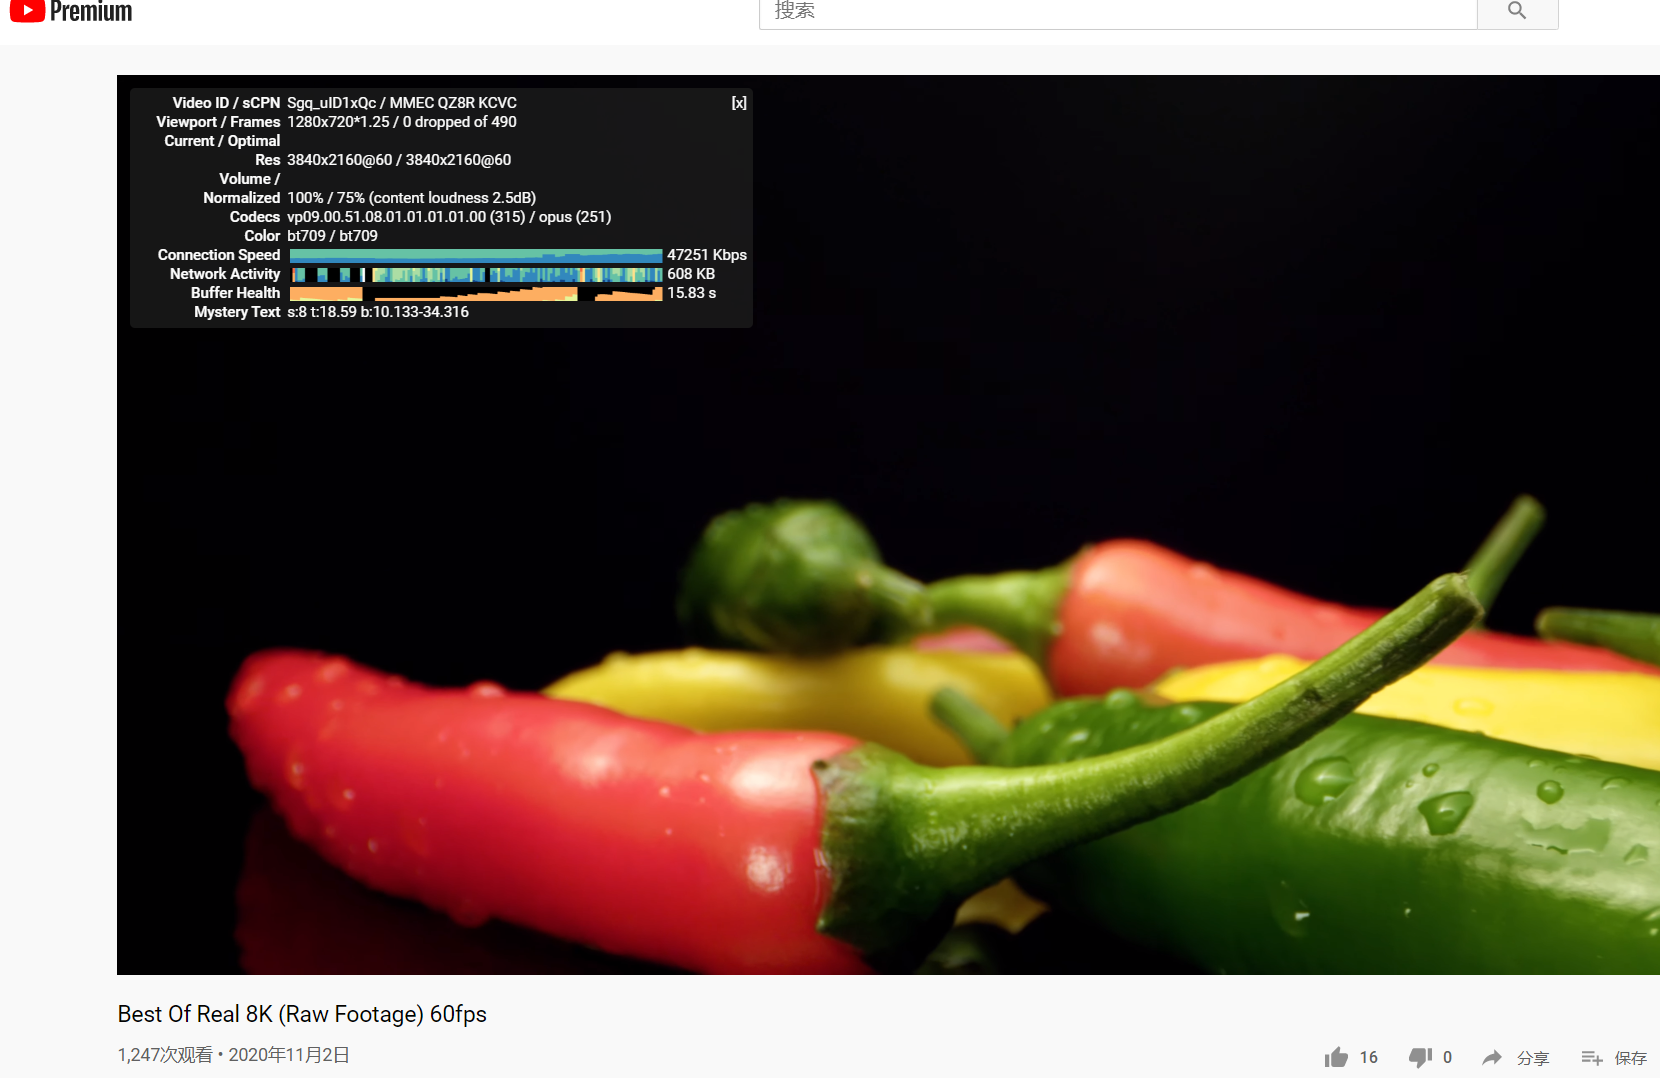 Premium
搜索
Video ID / sCPN Sgq_uID1xQc / MMEC QZ8R KCVC [x]
Viewport / Frames 1280x720*1.25 / 0 dropped of 490
Current / Optimal
Res 3840x2160@60 / 3840x2160@60
Volume /
Normalized 100% / 75% (content loudness 2.5dB)
Codecs vp09.00.51.08.01.01.01.01.00 (315) / opus (251)
Color bt709 / bt709
Connection Speed 47251 Kbps
Network Activity 608 KB
Buffer Health 15.83 s
Mystery Text s:8 t:18.59 b:10.133-34.316
Best Of Real 8K (Raw Footage) 60fps
1,247次观看 • 2020年11月2日
16 0 分享 保存